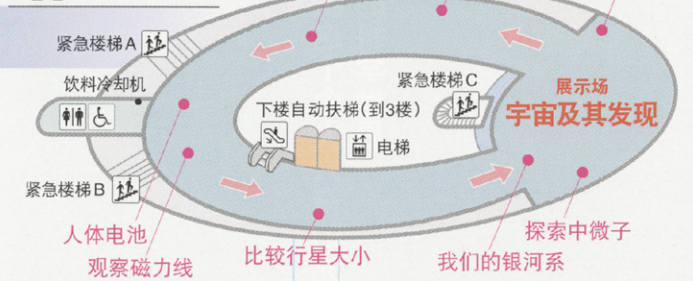 紧急楼梯A
饮料冷却机
紧急楼梯C
展示场
宇宙及其发现
下楼自动扶梯(到3楼)
电梯
紧急楼梯B
人体电池
观察磁力线
比较行星大小
我们的银河系
探索中微子